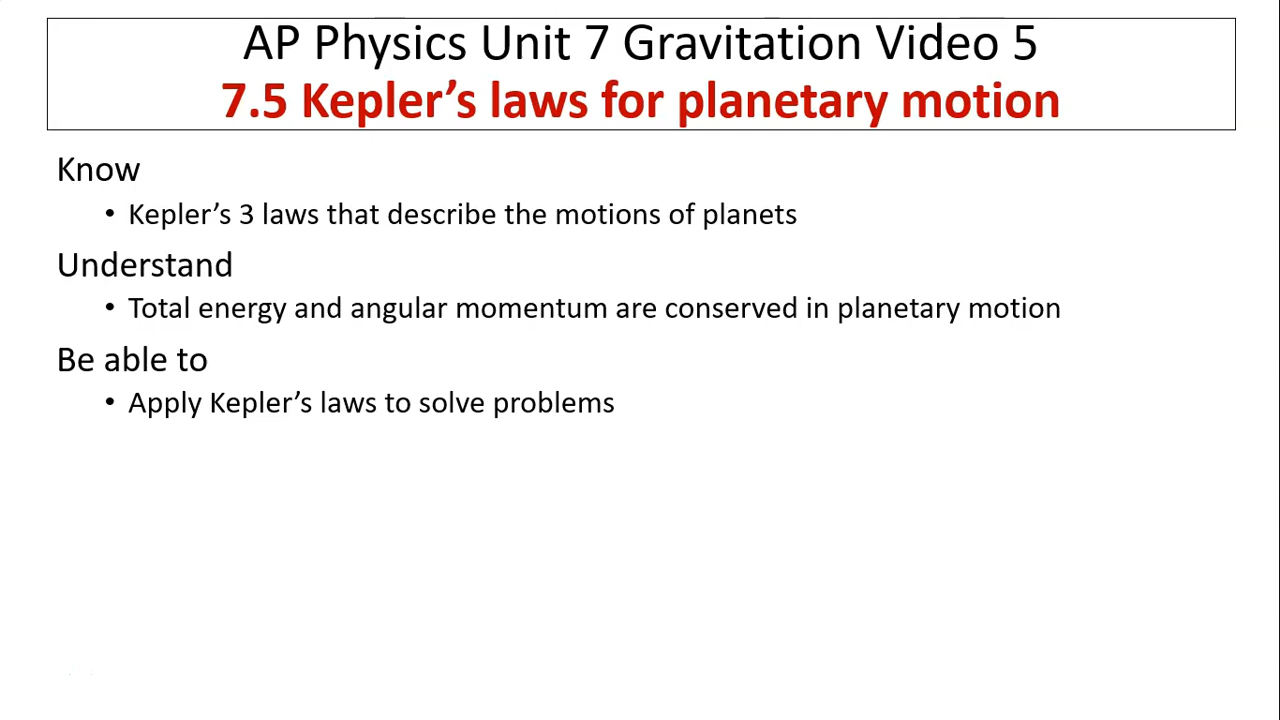 AP Physics Unit 7 Gravitation Video 5
7.5 Kepler’s laws for planetary motion
Know
• Kepler’s 3 laws that describe the motions of planets
Understand
• Total energy and angular momentum are conserved in planetary motion
Be able to
• Apply Kepler’s laws to solve problems